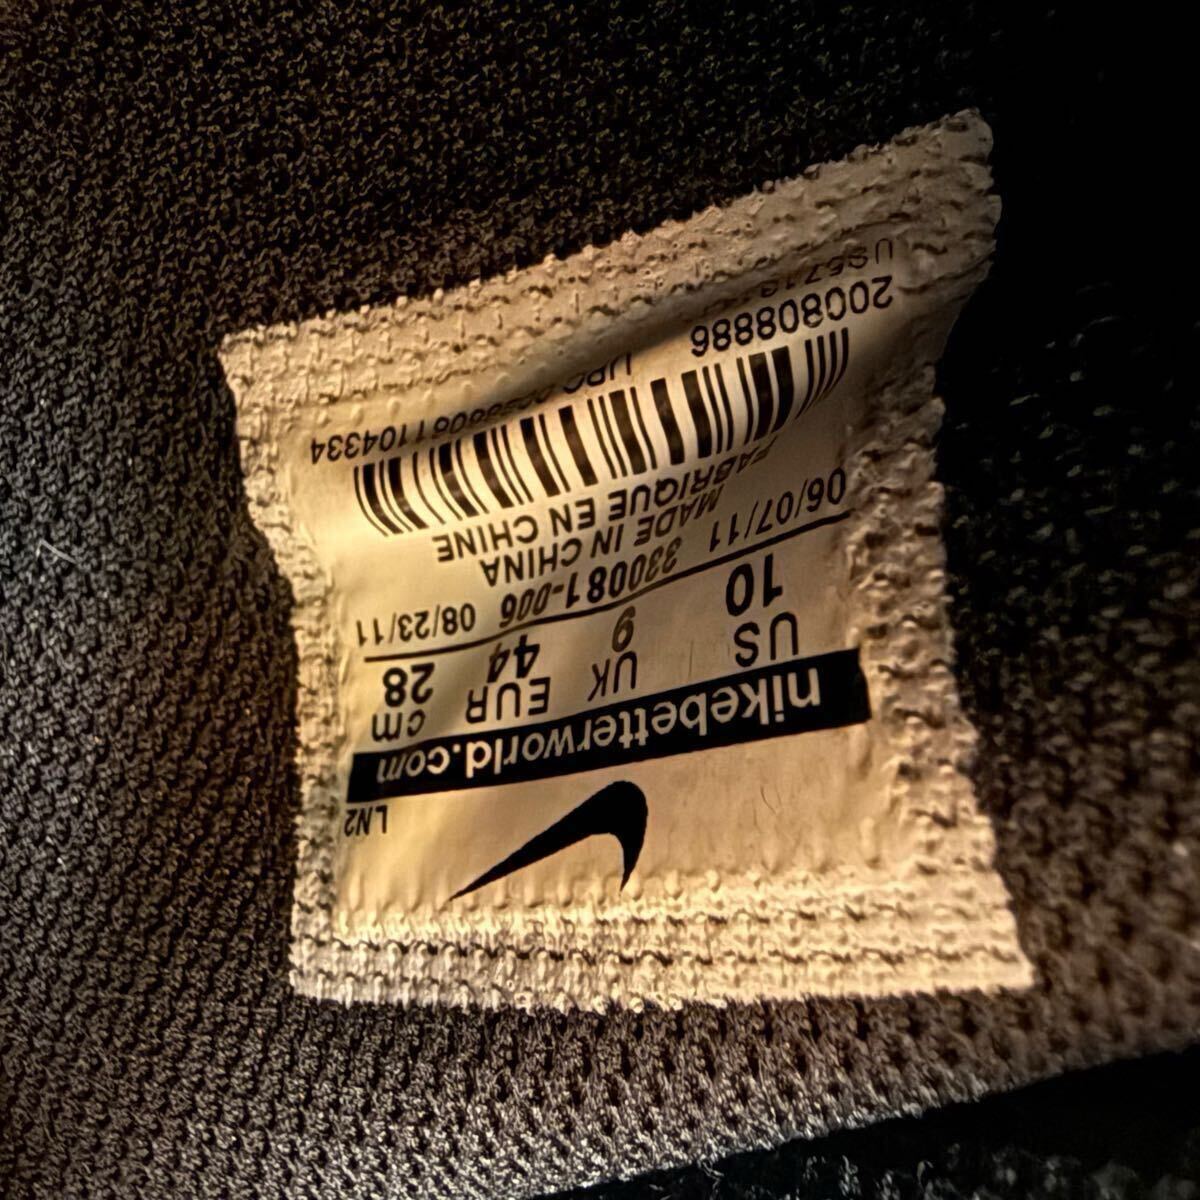 LN2
nikebetterworld.com
US UK EUR cm
10 9 44 28
06/07/11 330081-006 08/23/11
MADE IN CHINA
FABRIQUE EN CHINE
200808886